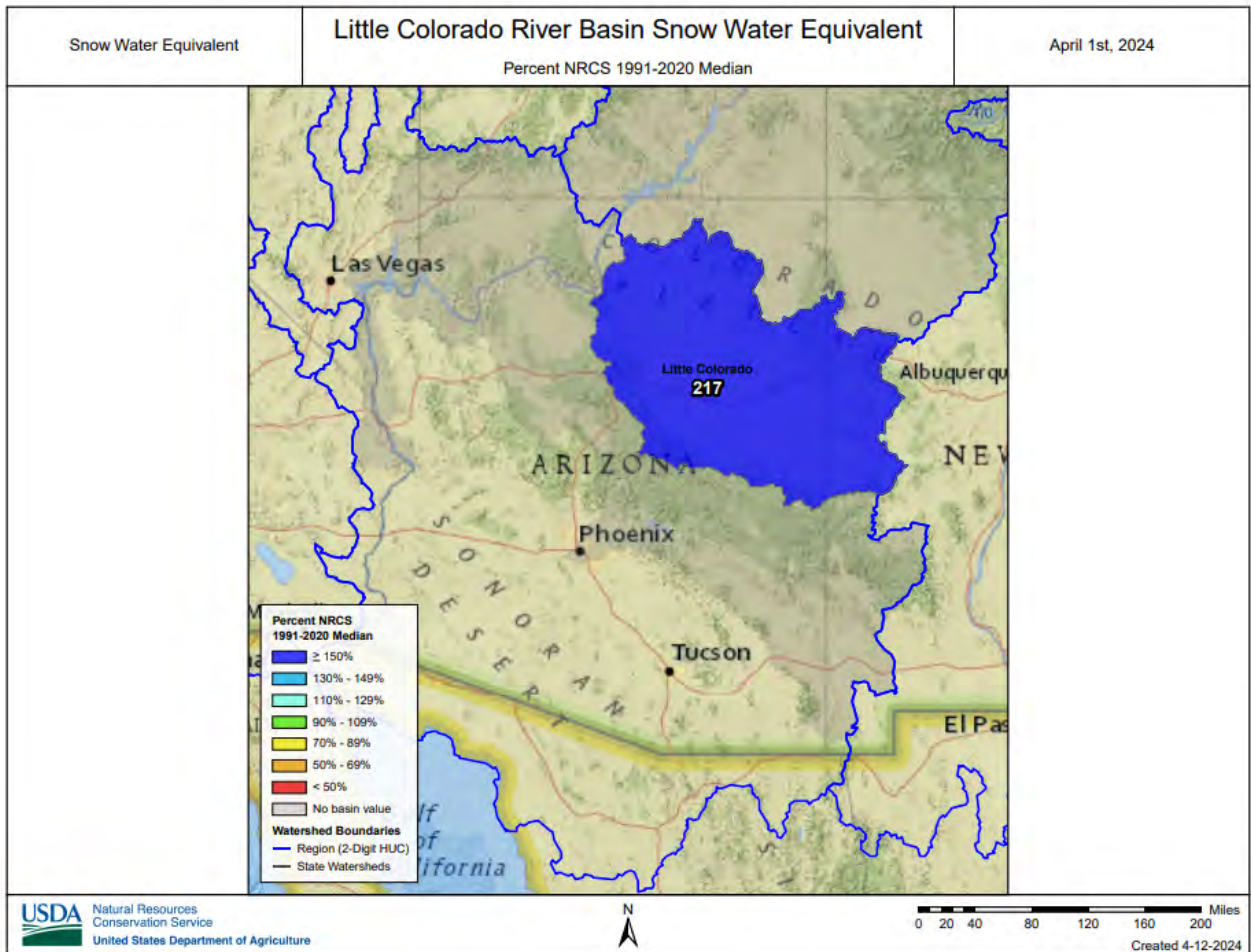 Snow Water Equivalent
Little Colorado River Basin Snow Water Equivalent
Percent NRCS 1991-2020 Median
April 1st, 2024
Las Vegas
COLORADO
Little Colorado
217
Albuquerqu
ARIZONA
NEV
Phoenix
SONORAN
DESERT
Tucson
El Pas
Percent NRCS
1991-2020 Median
≥ 150%
130% - 149%
110% - 129%
90% - 109%
70% - 89%
50% - 69%
< 50%
No basin value
Watershed Boundaries
Region (2-Digit HUC)
State Watersheds
lf
of
lifornia
USDA
Natural Resources
Conservation Service
United States Department of Agriculture
N
Miles
0 20 40 80 120 160 200
Created 4-12-2024